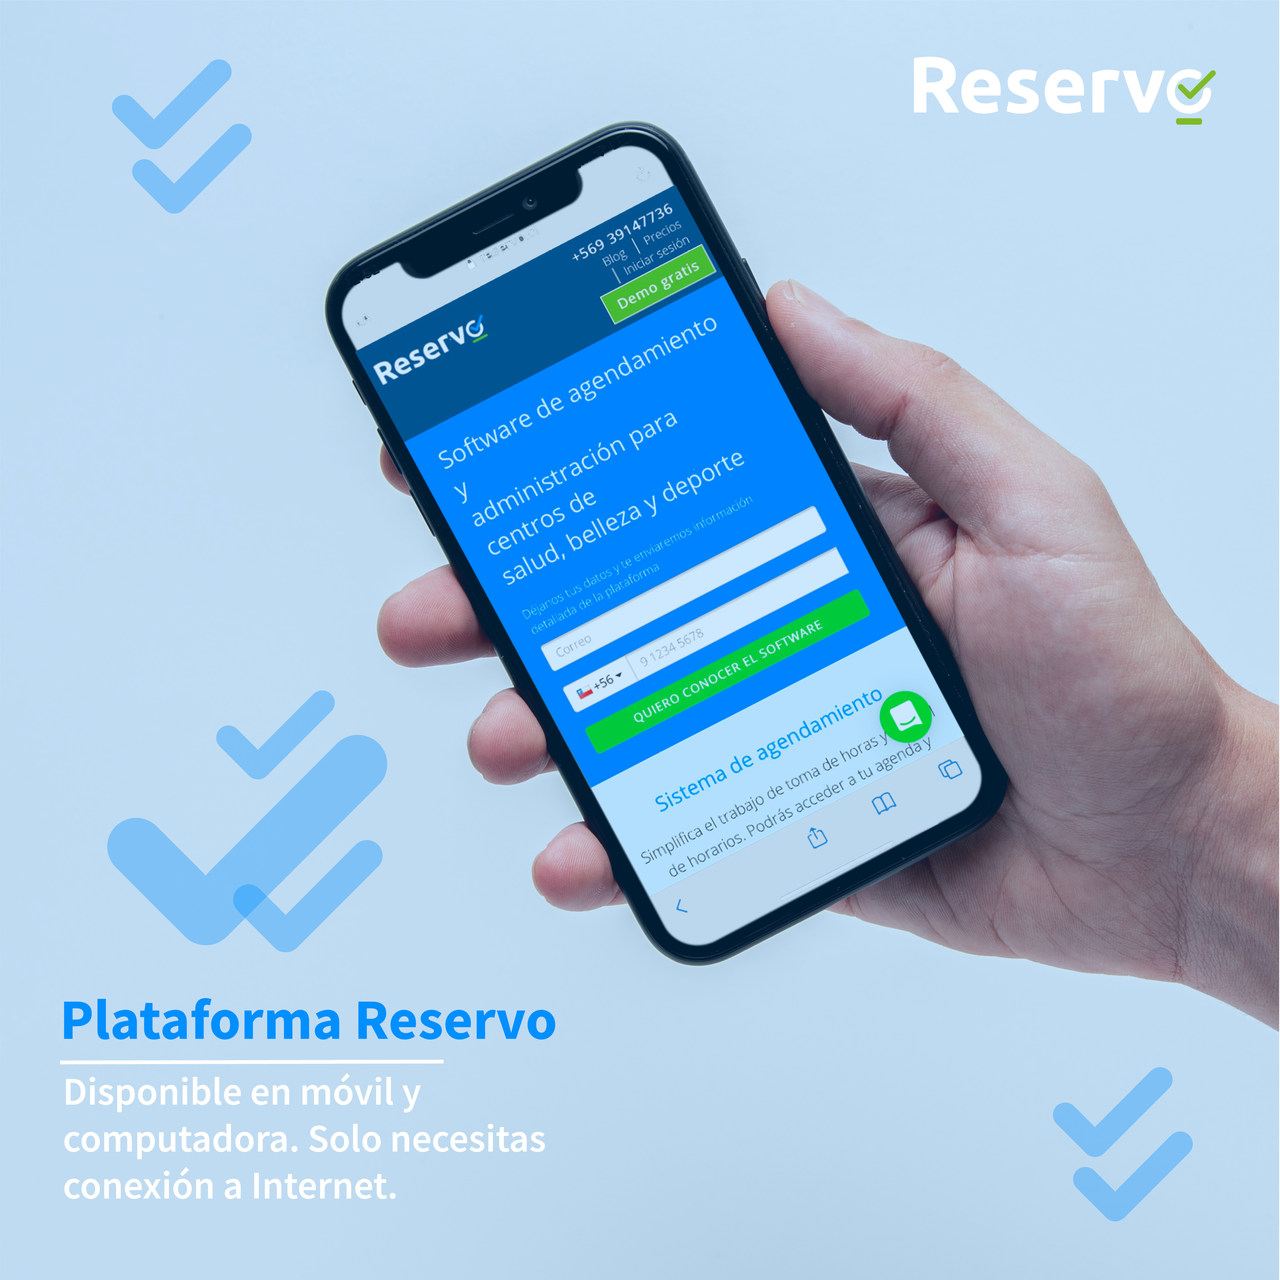 Reservo
+569 39147736
Blog | Precios
| Iniciar sesión
Demo gratis
Reservo
Software de agendamiento
y
administración para
centros de
salud, belleza y deporte
Déjanos tus datos y te enviaremos información
detallada de la plataforma
Correo
+56
9 1234 5678
QUIERO CONOCER EL SOFTWARE
Sistema de agendamiento
Simplifica el trabajo de toma de horas y
de horarios. Podrás acceder a tu agenda y
Plataforma Reservo
Disponible en móvil y
computadora. Solo necesitas
conexión a Internet.